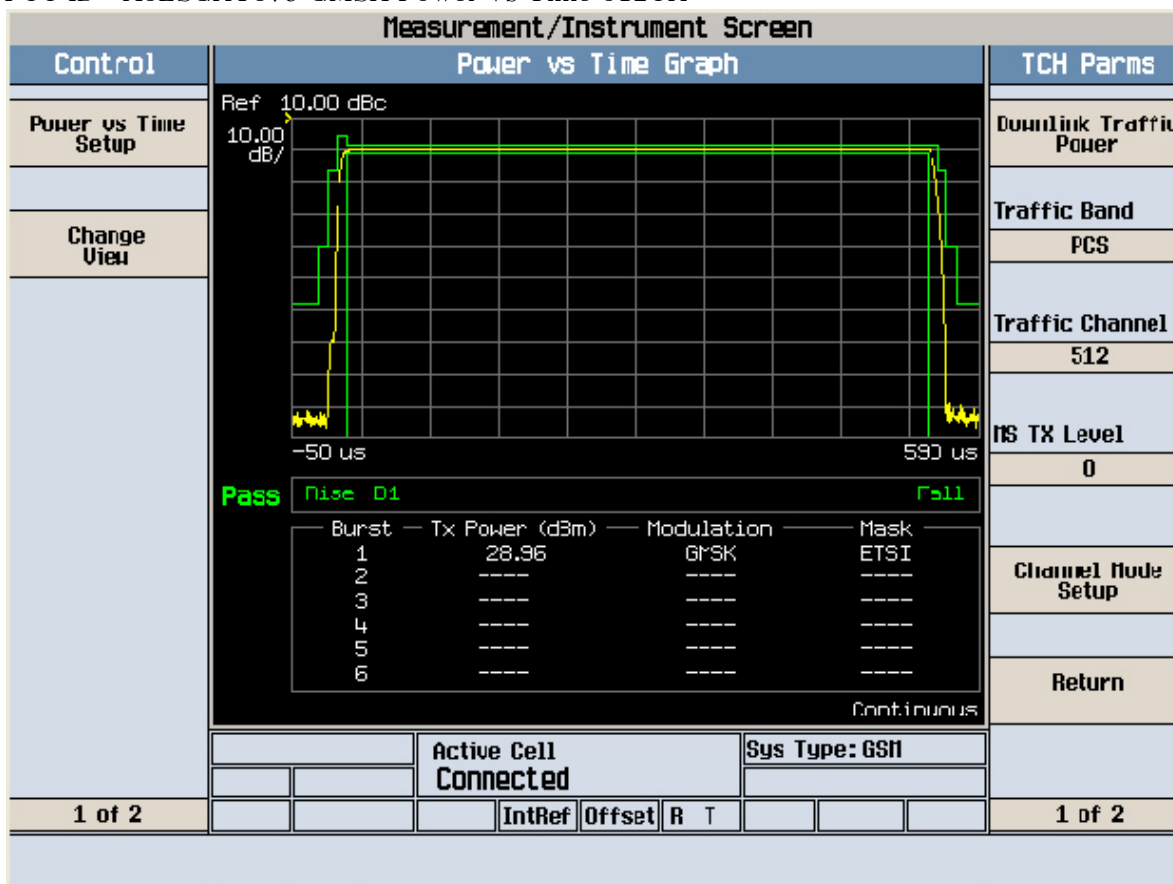 Measurement/Instrument Screen
Control
Power vs Time Graph
TCH Parms
Power vs Time
Setup
Change
View
1 of 2
Ref 10.00 dBc
10.00
dB/
-50 us
590 us
Pass
Rise 01
Fall
Burst Tx Power (dBm) Modulation Mask
1 28.96 GMSK ETSI
2 ---- ---- ----
3 ---- ---- ----
4 ---- ---- ----
5 ---- ---- ----
6 ---- ---- ----
Continuous
Active Cell
Connected
Sys Type: GSM
IntRef Offset R T
Downlink Traffic
Power
Traffic Band
PCS
Traffic Channel
512
MS TX Level
0
Channel Mode
Setup
Return
1 of 2